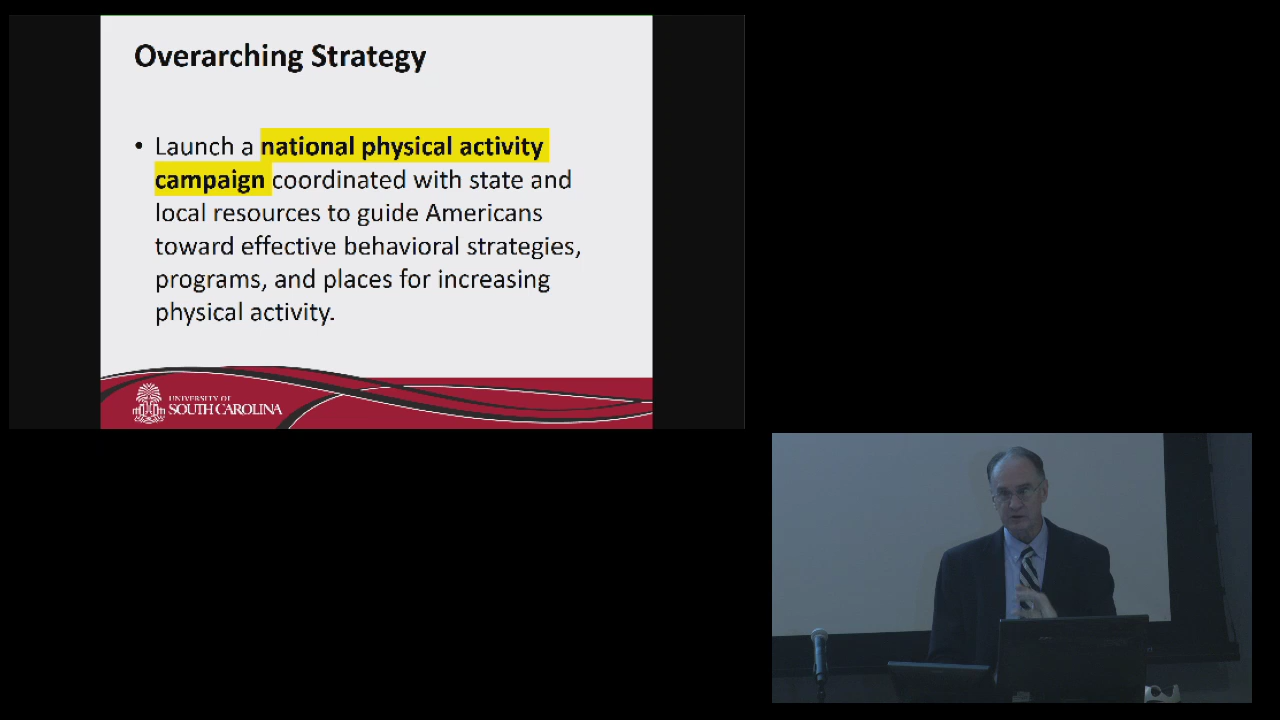 Overarching Strategy
• Launch a national physical activity
campaign coordinated with state and
local resources to guide Americans
toward effective behavioral strategies,
programs, and places for increasing
physical activity.
UNIVERSITY OF
SOUTH CAROLINA